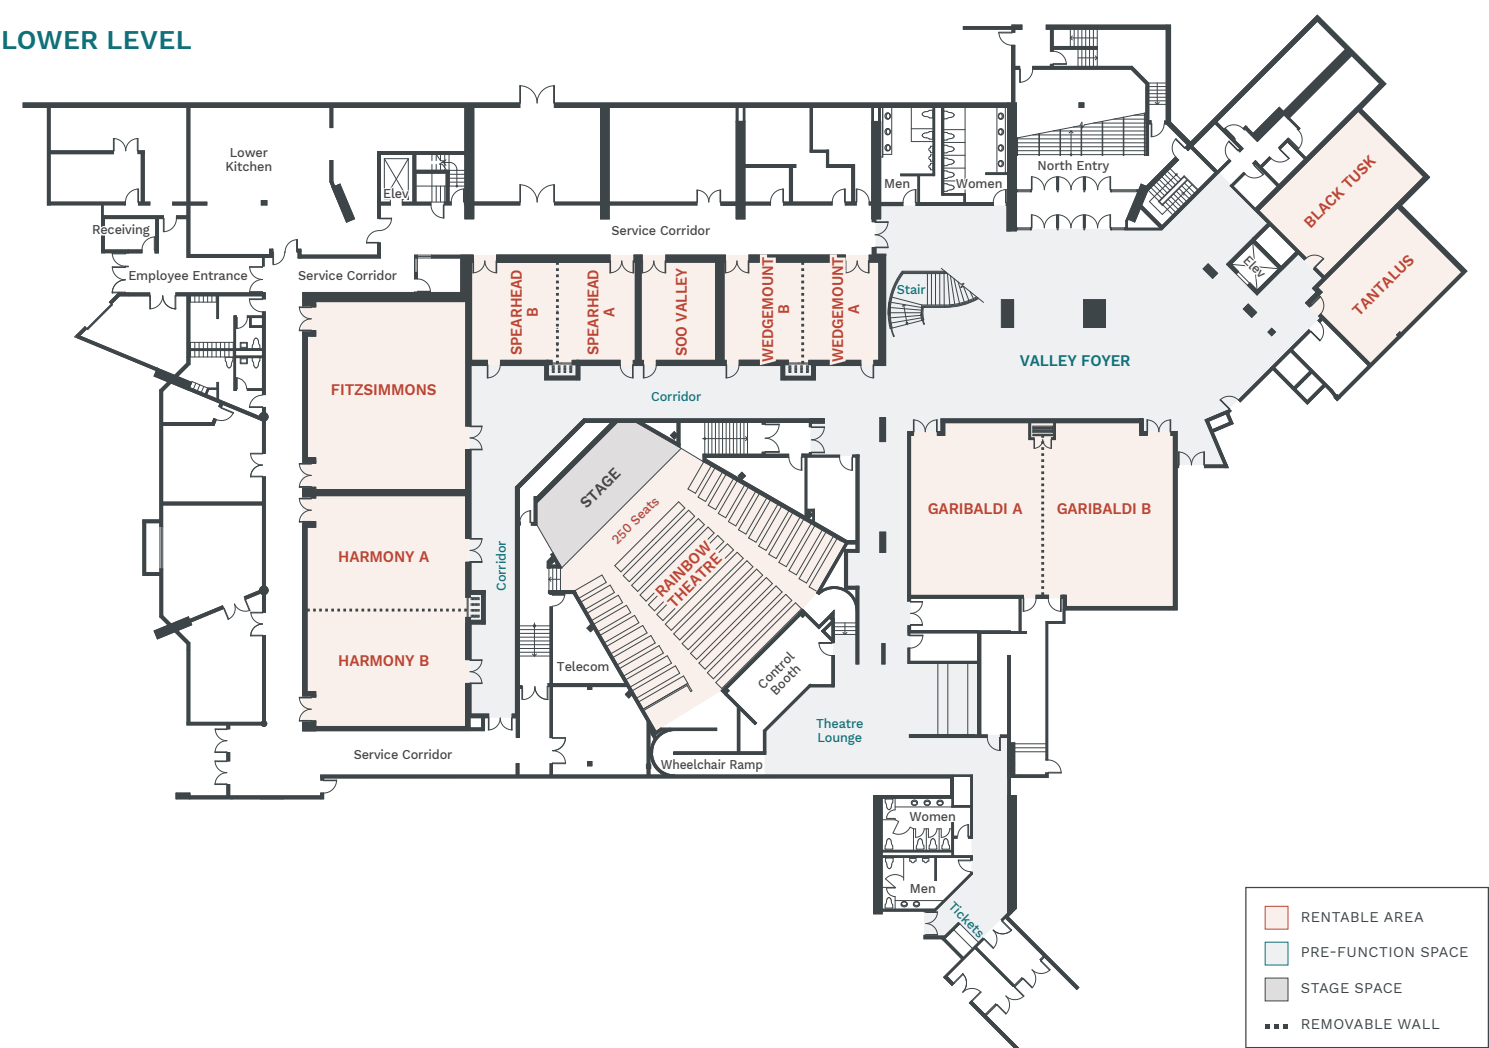 LOWER LEVEL
Lower
Kitchen
Elev
Men
Women
North Entry
BLACK TUSK
Receiving
Service Corridor
Employee Entrance
Service Corridor
SPEARHEAD
B
SPEARHEAD
A
SOO VALLEY
WEDGEMOUNT
B
WEDGEMOUNT
A
Stair
Elev
TANTALUS
VALLEY FOYER
FITZSIMMONS
Corridor
STAGE
250 Seats
RAINBOW
THEATRE
GARIBALDI A
GARIBALDI B
HARMONY A
Corridor
HARMONY B
Telecom
Control
Booth
Theatre
Lounge
Service Corridor
Wheelchair Ramp
Women
Men
Tickets
RENTABLE AREA
PRE-FUNCTION SPACE
STAGE SPACE
REMOVABLE WALL